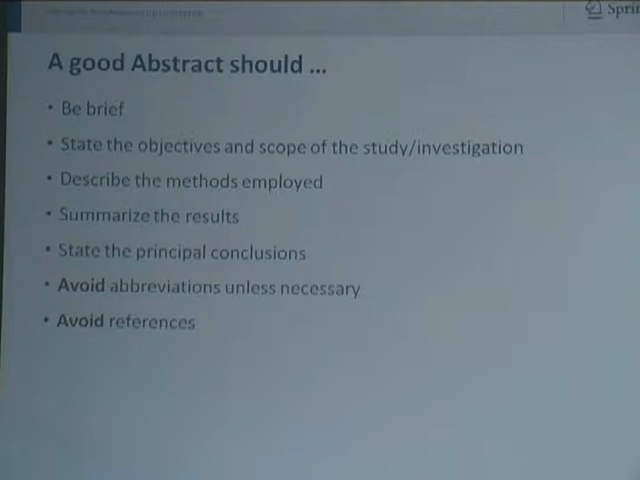 A good Abstract should ...
• Be brief
• State the objectives and scope of the study/investigation
• Describe the methods employed
• Summarize the results
• State the principal conclusions
• Avoid abbreviations unless necessary
• Avoid references